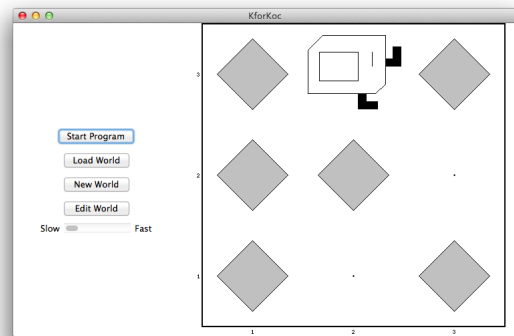 KforKoc
Start Program
Load World
New World
Edit World
Slow Fast
3
2
1
1 2 3